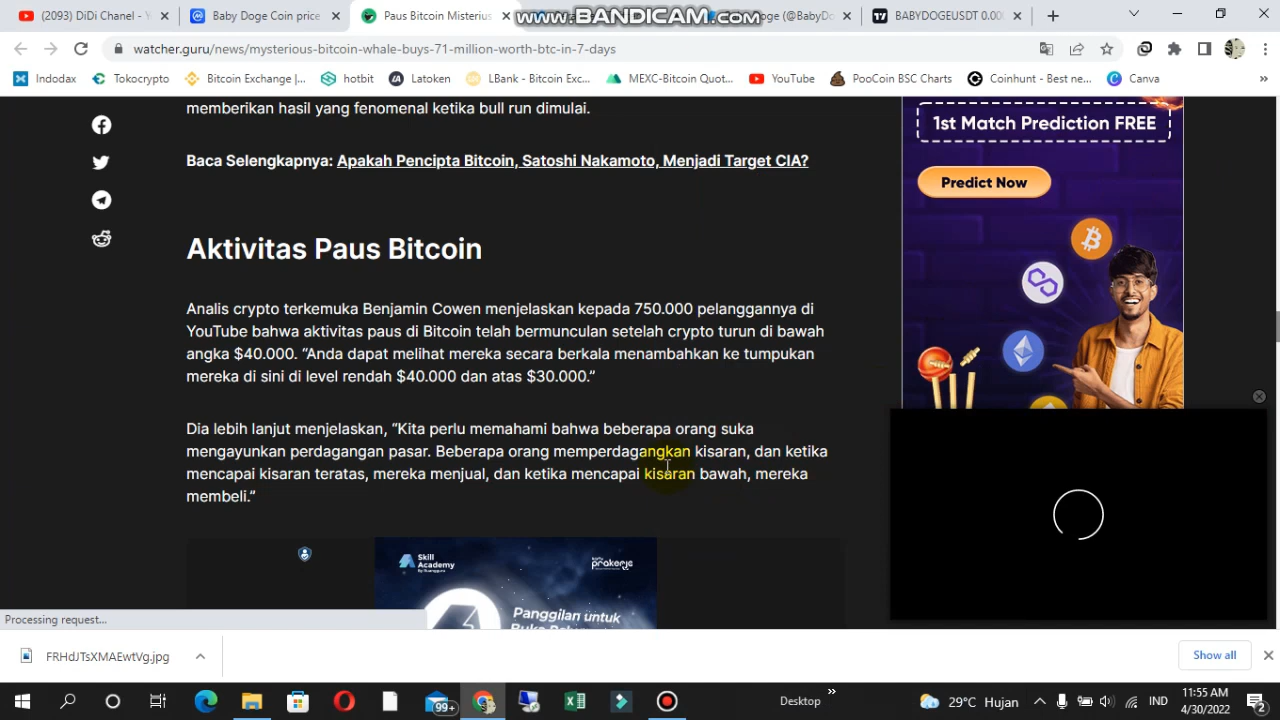 (2093) DiDi Chanel - Y
Baby Doge Coin price
Paus Bitcoin Misterius
www.BANDICAM.com
oge (@BabyDo
BABYDOGEUSDT 0.00
watcher.guru/news/mysterious-bitcoin-whale-buys-71-million-worth-btc-in-7-days
Indodax
Tokocrypto
Bitcoin Exchange |...
hotbit
Latoken
LBank - Bitcoin Exc...
MEXC-Bitcoin Quot...
YouTube
PooCoin BSC Charts
Coinhunt - Best ne...
Canva
memberikan hasil yang fenomenal ketika bull run dimulai.
Baca Selengkapnya: Apakah Pencipta Bitcoin, Satoshi Nakamoto, Menjadi Target CIA?
Aktivitas Paus Bitcoin
Analis crypto terkemuka Benjamin Cowen menjelaskan kepada 750.000 pelanggannya di
YouTube bahwa aktivitas paus di Bitcoin telah bermunculan setelah crypto turun di bawah
angka $40.000. “Anda dapat melihat mereka secara berkala menambahkan ke tumpukan
mereka di sini di level rendah $40.000 dan atas $30.000.”
Dia lebih lanjut menjelaskan, “Kita perlu memahami bahwa beberapa orang suka
mengayunkan perdagangan pasar. Beberapa orang memperdagangkan kisaran, dan ketika
mencapai kisaran teratas, mereka menjual, dan ketika mencapai kisaran bawah, mereka
membeli.”
1st Match Prediction FREE
Predict Now
Skill
Academy
By Ruangguru
prakerja
Panggilan untuk
Processing request...
FRHdJTsXMAEwtVg.jpg
Show all
99+
Desktop
29°C Hujan
IND
11:55 AM
4/30/2022
2